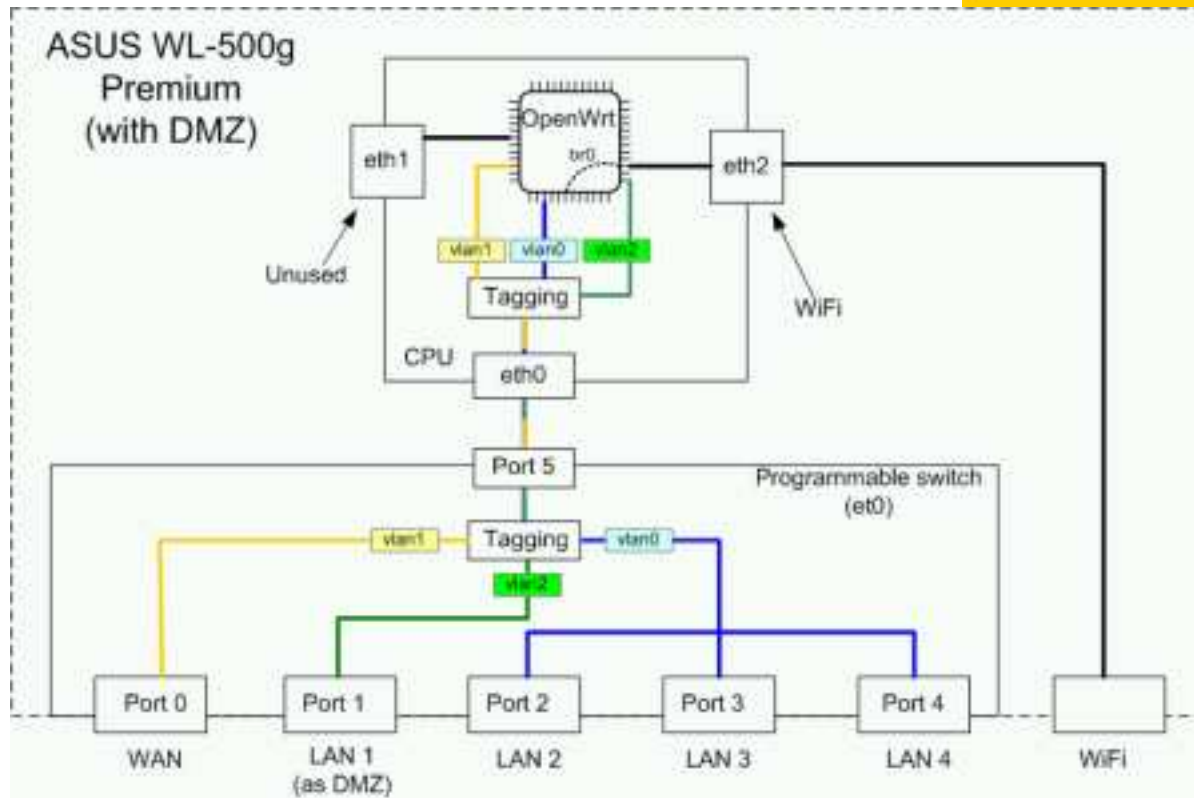 ASUS WL-500g
Premium
(with DMZ)
OpenWrt
br0
eth1
eth2
vlan1
vlan0
vlan2
Unused
Tagging
WiFi
CPU
eth0
Port 5
Programmable switch
(et0)
vlan1
Tagging
vlan0
vlan2
Port 0
Port 1
Port 2
Port 3
Port 4
WAN
LAN 1
(as DMZ)
LAN 2
LAN 3
LAN 4
WiFi